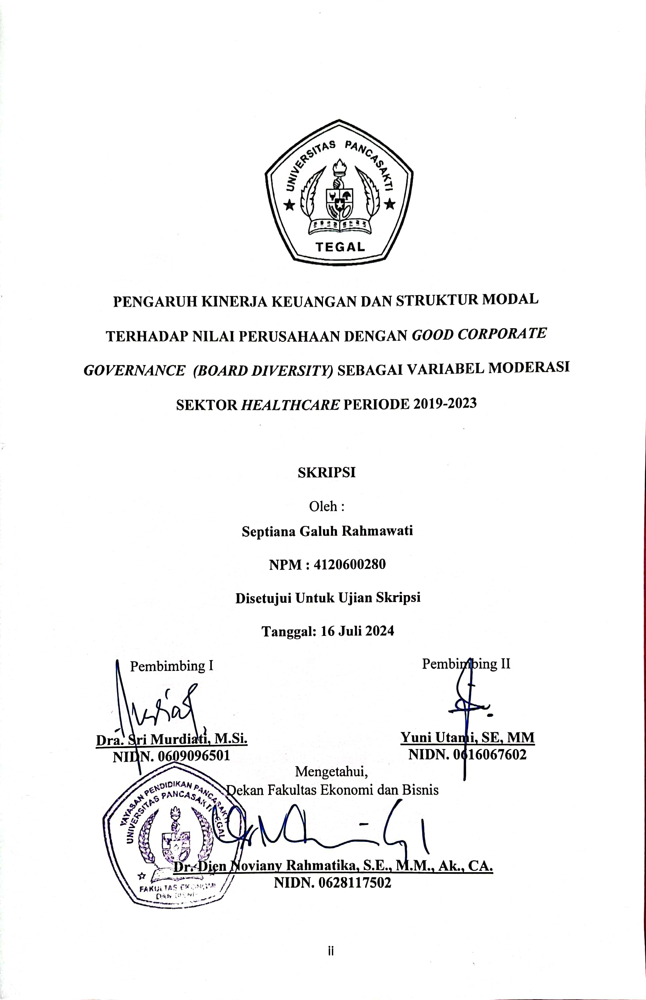 UNIVERSITAS PANCASAKTI
TEGAL
PENGARUH KINERJA KEUANGAN DAN STRUKTUR MODAL
TERHADAP NILAI PERUSAHAAN DENGAN GOOD CORPORATE
GOVERNANCE (BOARD DIVERSITY) SEBAGAI VARIABEL MODERASI
SEKTOR HEALTHCARE PERIODE 2019-2023
SKRIPSI
Oleh :
Septiana Galuh Rahmawati
NPM : 4120600280
Disetujui Untuk Ujian Skripsi
Tanggal: 16 Juli 2024
Pembimbing I
Pembimbing II
Dra. Sri Murdiati, M.Si.
NIDN. 0609096501
Yuni Utami, SE, MM
NIDN. 0616067602
Mengetahui,
Dekan Fakultas Ekonomi dan Bisnis
YAYASAN PENDIDIKAN PANCASAKTI
UNIVERSITAS PANCASAKTI TEGAL
Dr. Dien Noviany Rahmatika, S.E., M.M., Ak., CA.
NIDN. 0628117502
FAKULTAS EKONOMI
DAN BISNIS
ii